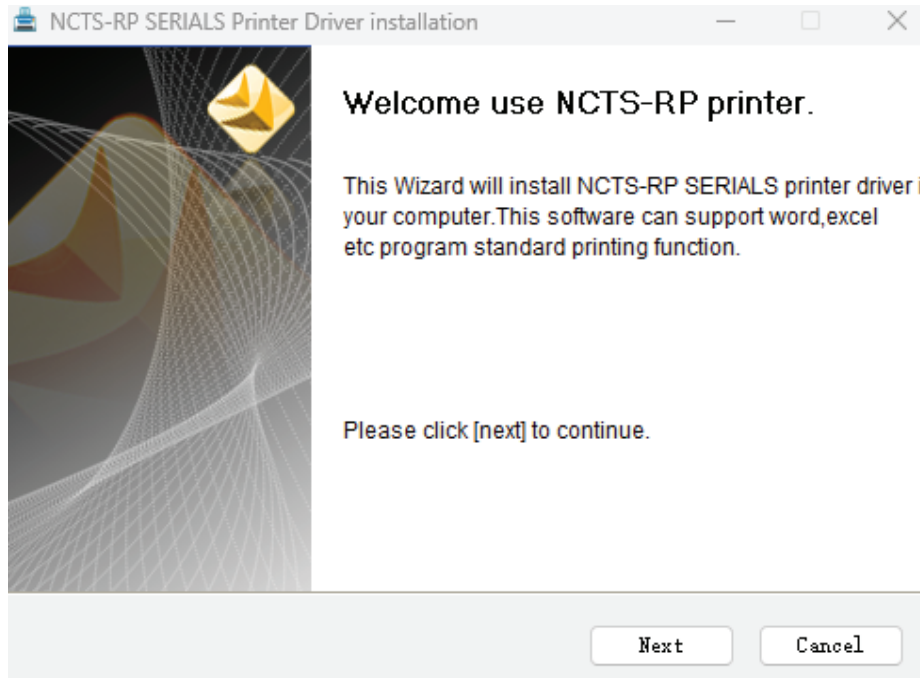 NCTS-RP SERIALS Printer Driver installation
Welcome use NCTS-RP printer.
This Wizard will install NCTS-RP SERIALS printer driver i
your computer.This software can support word,excel
etc program standard printing function.
Please click [next] to continue.
Next
Cancel